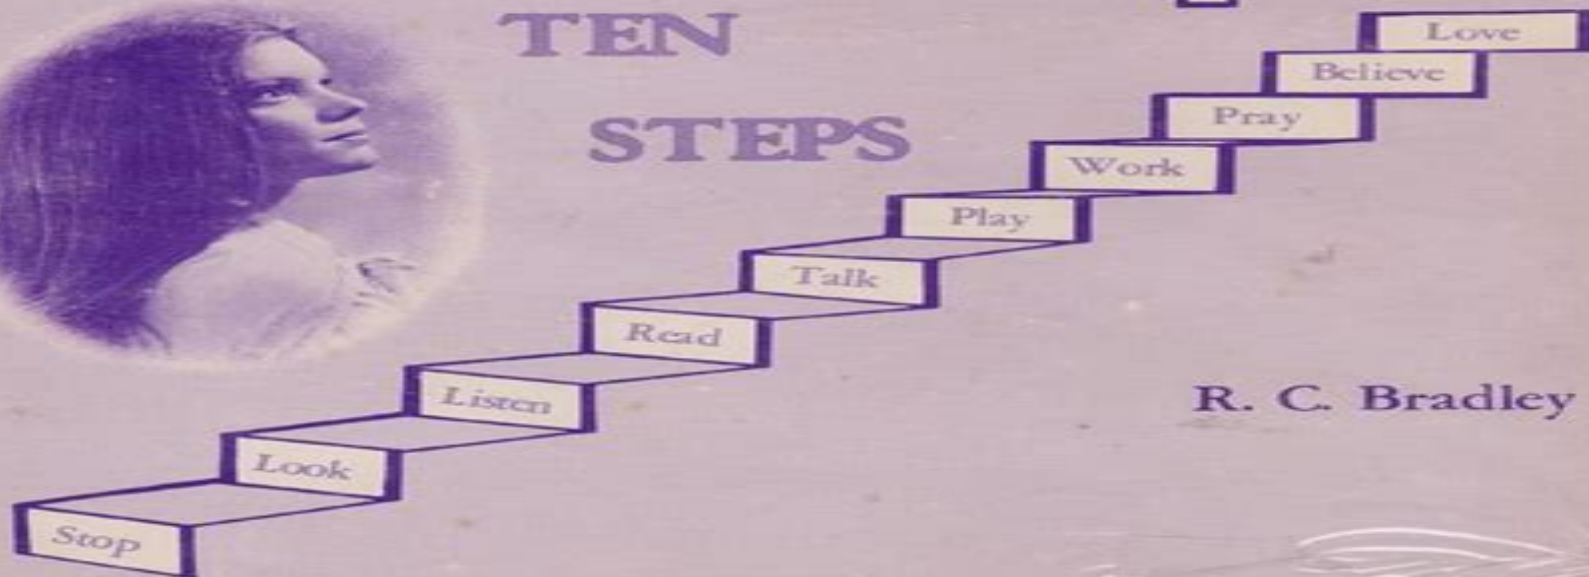 TEN
STEPS
Love
Believe
Pray
Work
Play
Talk
Read
Listen
Look
Stop
R. C. Bradley